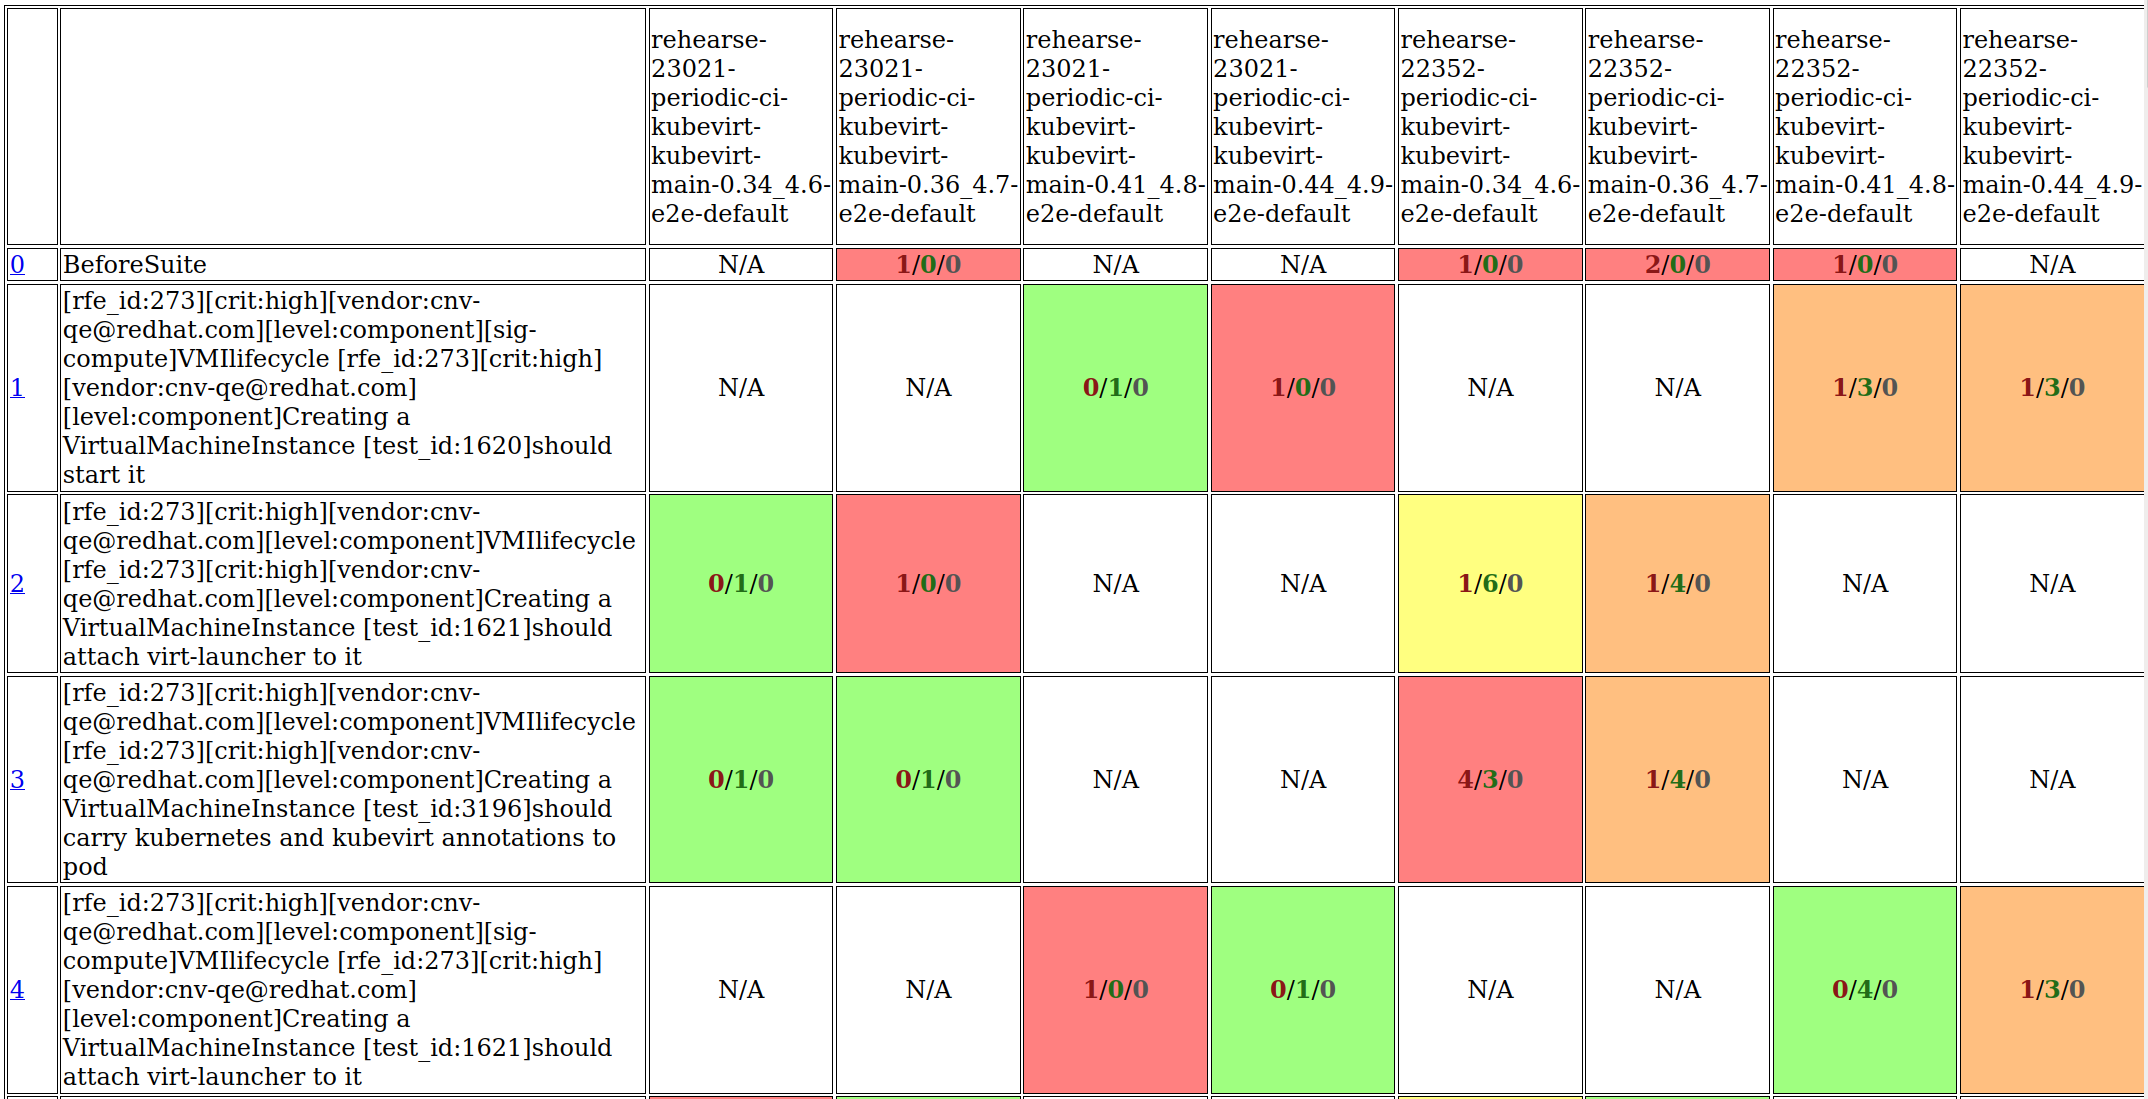 rehearse-
23021-
periodic-ci-
kubevirt-
kubevirt-
main-0.34_4.6-
e2e-default
rehearse-
23021-
periodic-ci-
kubevirt-
kubevirt-
main-0.36_4.7-
e2e-default
rehearse-
23021-
periodic-ci-
kubevirt-
kubevirt-
main-0.41_4.8-
e2e-default
rehearse-
23021-
periodic-ci-
kubevirt-
kubevirt-
main-0.44_4.9-
e2e-default
rehearse-
22352-
periodic-ci-
kubevirt-
kubevirt-
main-0.34_4.6-
e2e-default
rehearse-
22352-
periodic-ci-
kubevirt-
kubevirt-
main-0.36_4.7-
e2e-default
rehearse-
22352-
periodic-ci-
kubevirt-
kubevirt-
main-0.41_4.8-
e2e-default
rehearse-
22352-
periodic-ci-
kubevirt-
kubevirt-
main-0.44_4.9-
e2e-default
0
BeforeSuite
N/A
1/0/0
N/A
N/A
1/0/0
2/0/0
1/0/0
N/A
1
[rfe_id:273][crit:high][vendor:cnv-
qe@redhat.com][level:component][sig-
compute]VMIlifecycle [rfe_id:273][crit:high]
[vendor:cnv-qe@redhat.com]
[level:component]Creating a
VirtualMachineInstance [test_id:1620]should
start it
N/A
N/A
0/1/0
1/0/0
N/A
N/A
1/3/0
1/3/0
2
[rfe_id:273][crit:high][vendor:cnv-
qe@redhat.com][level:component]VMIlifecycle
[rfe_id:273][crit:high][vendor:cnv-
qe@redhat.com][level:component]Creating a
VirtualMachineInstance [test_id:1621]should
attach virt-launcher to it
0/1/0
1/0/0
N/A
N/A
1/6/0
1/4/0
N/A
N/A
3
[rfe_id:273][crit:high][vendor:cnv-
qe@redhat.com][level:component]VMIlifecycle
[rfe_id:273][crit:high][vendor:cnv-
qe@redhat.com][level:component]Creating a
VirtualMachineInstance [test_id:3196]should
carry kubernetes and kubevirt annotations to
pod
0/1/0
0/1/0
N/A
N/A
4/3/0
1/4/0
N/A
N/A
4
[rfe_id:273][crit:high][vendor:cnv-
qe@redhat.com][level:component][sig-
compute]VMIlifecycle [rfe_id:273][crit:high]
[vendor:cnv-qe@redhat.com]
[level:component]Creating a
VirtualMachineInstance [test_id:1621]should
attach virt-launcher to it
N/A
N/A
1/0/0
0/1/0
N/A
N/A
0/4/0
1/3/0